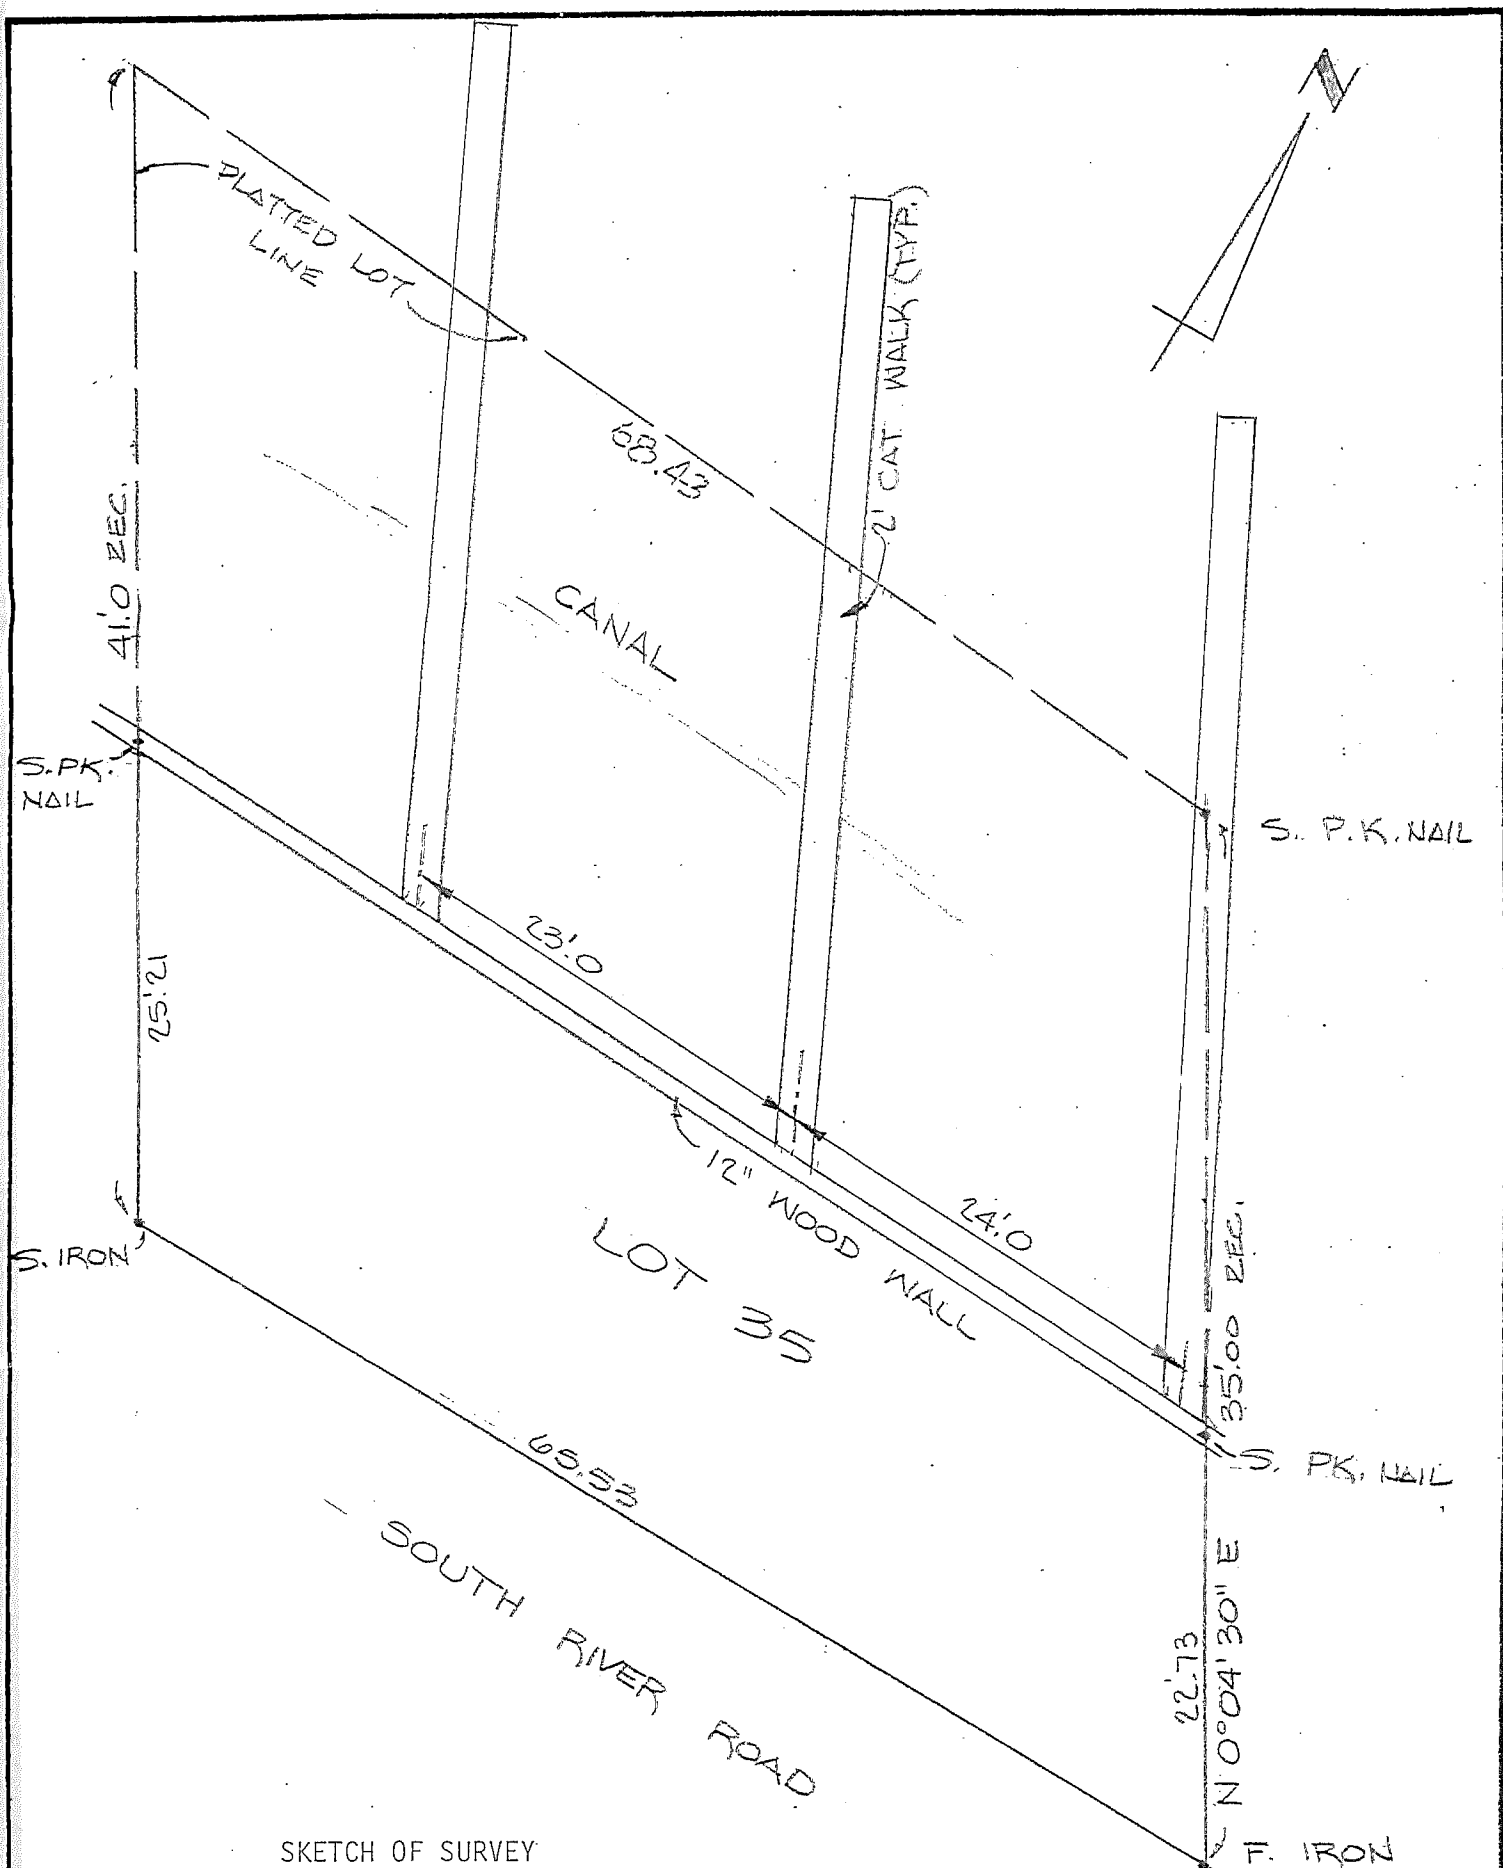 N
PLATTED LOT
LINE
2' CAT WALK (TYP.)
68.43
41.'0 REC.
CANAL
S. PK.
NAIL
S. P.K. NAIL
23.'0
25.'21
12" WOOD WALL
24.'0
35.'00 REC.
S. IRON
LOT 35
65.53
S. PK. NAIL
SOUTH RIVER ROAD
22.'73
N 0°04'30" E
SKETCH OF SURVEY
F. IRON